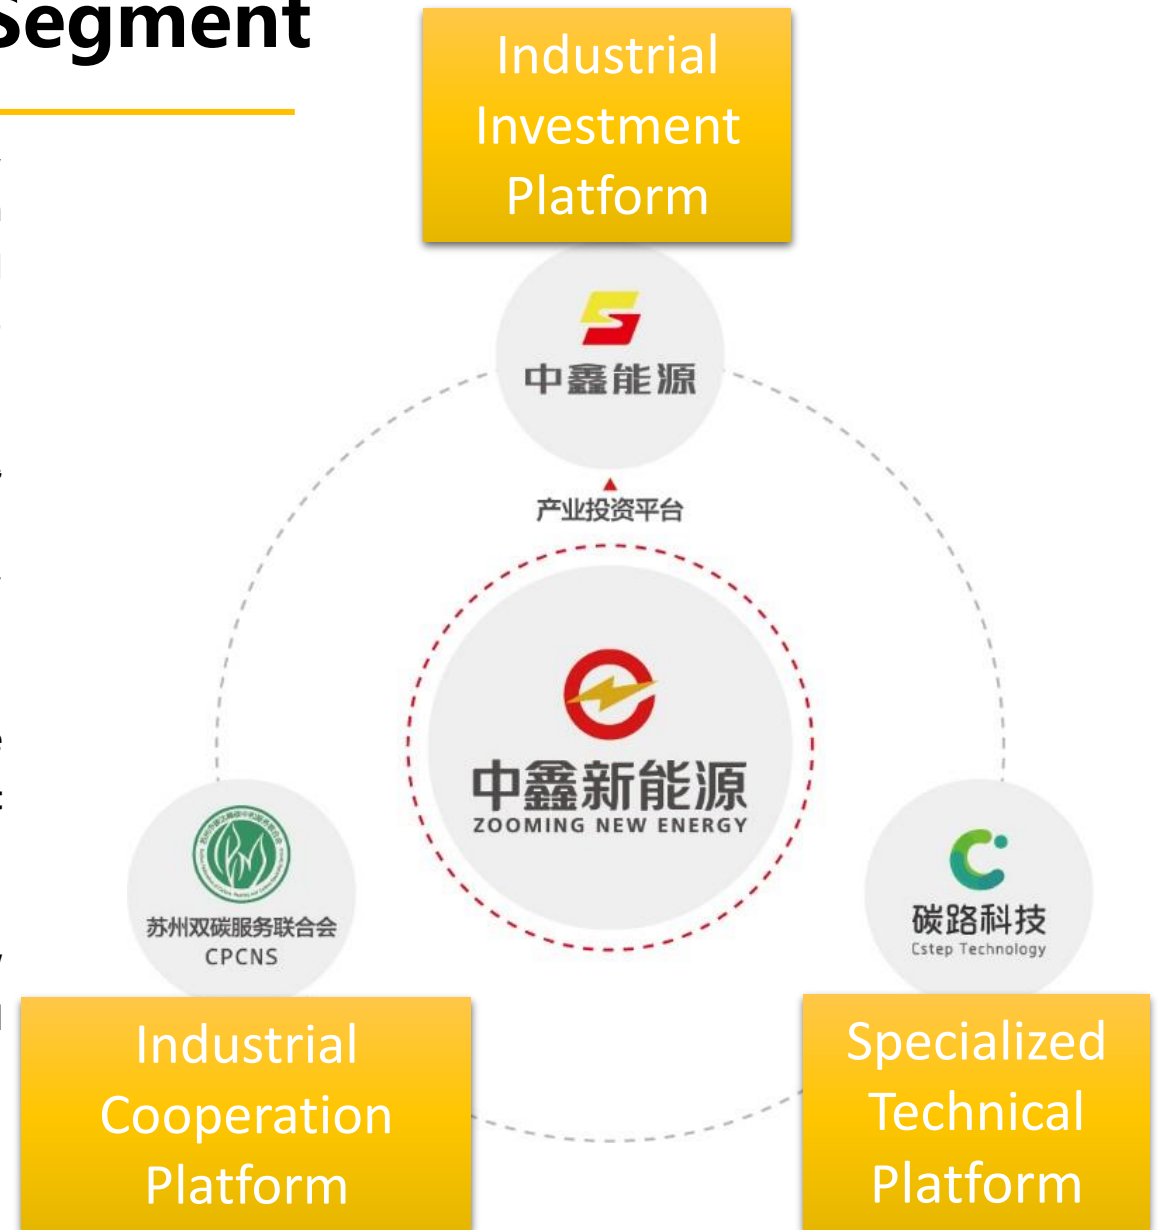 Segment
Industrial
Investment
Platform
中鑫能源
产业投资平台
中鑫新能源
ZOOMING NEW ENERGY
苏州双碳服务联合会
CPCNS
碳路科技
Cstep Technology
Industrial
Cooperation
Platform
Specialized
Technical
Platform